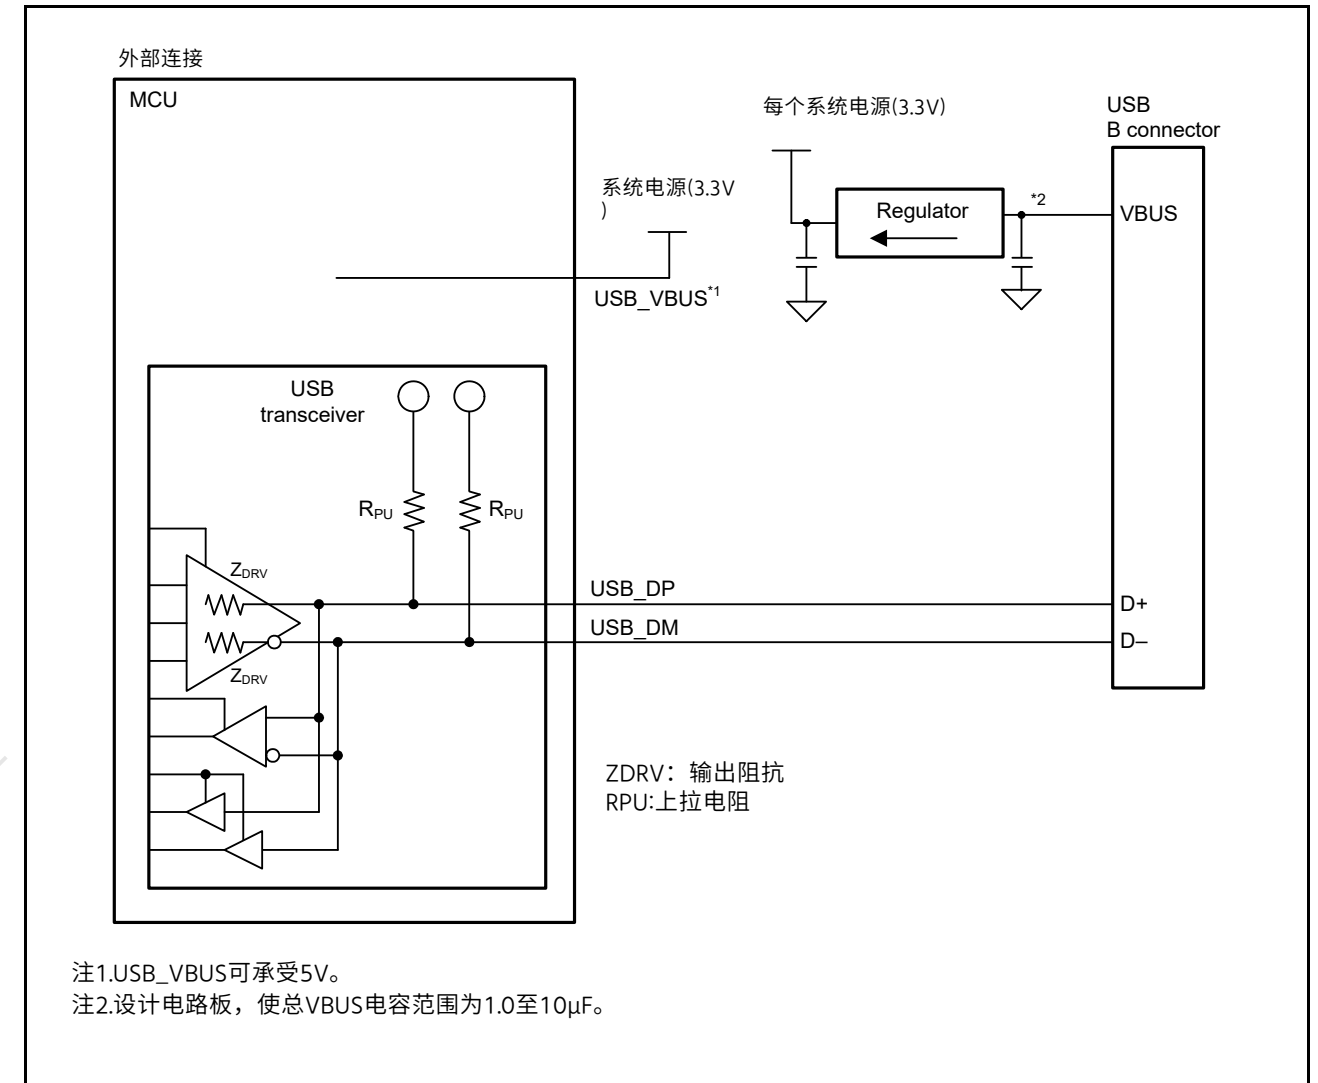 外部连接
MCU
每个系统电源(3.3V)
USB
B connector
系统电源(3.3V
)
Regulator
*2
VBUS
USB_VBUS*1
USB
transceiver
RPU
RPU
ZDRV
USB_DP
D+
USB_DM
D–
ZDRV
ZDRV：输出阻抗
RPU:上拉电阻
注1.USB_VBUS可承受5V。
注2.设计电路板，使总VBUS电容范围为1.0至10μF。